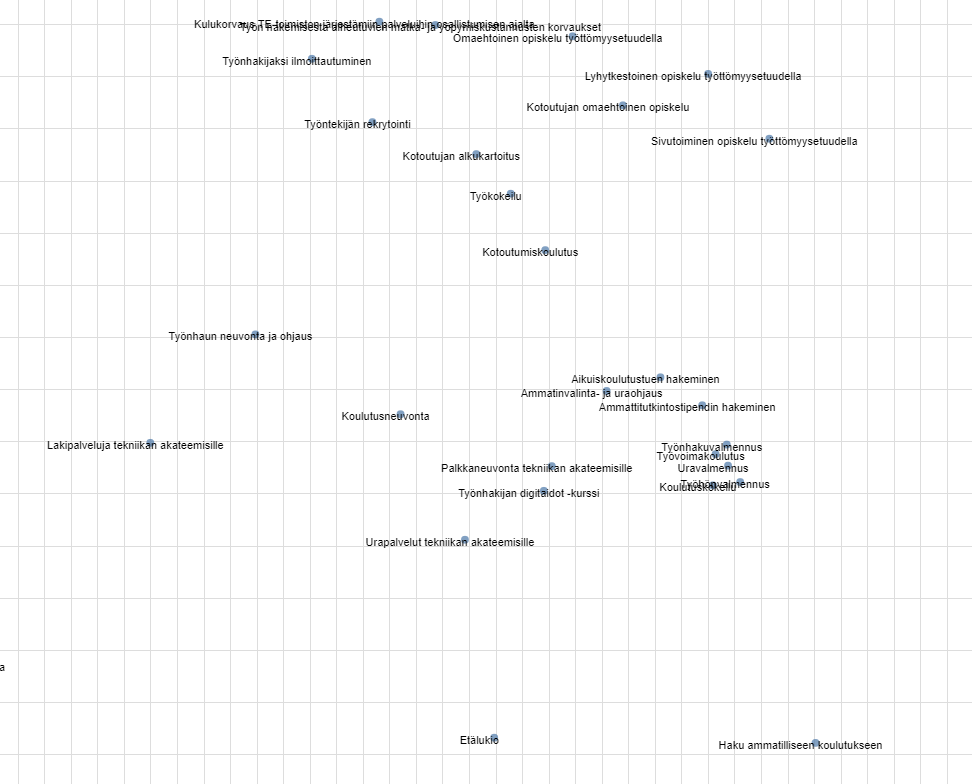 Kulukorvaus TE-toimiston järjestämiin palveluihin osallistumisen ajalta
Työn hakemisesta aiheutuvien matka- ja yöpymiskustannusten korvaukset
Omaehtoinen opiskelu työttömyysetuudella
Työnhakijaksi ilmoittautuminen
Lyhytkestoinen opiskelu työttömyysetuudella
Kotoutujan omaehtoinen opiskelu
Työntekijän rekrytointi
Sivutoiminen opiskelu työttömyysetuudella
Kotoutujan alkukartoitus
Työkokeilu
Kotoutumiskoulutus
Työnhaun neuvonta ja ohjaus
Aikuiskoulutustuen hakeminen
Ammatinvalinta- ja uraohjaus
Ammattitutkintostipendin hakeminen
Koulutusneuvonta
Lakipalveluja tekniikan akateemisille
Työnhakuvalmennus
Työvoimakoulutus
Palkkaneuvonta tekniikan akateemisille
Uravalmennus
Työhönvalmennus
Koulutuskokeilu
Työnhakijan digitaidot -kurssi
Urapalvelut tekniikan akateemisille
a
Etälukio
Haku ammatilliseen koulutukseen